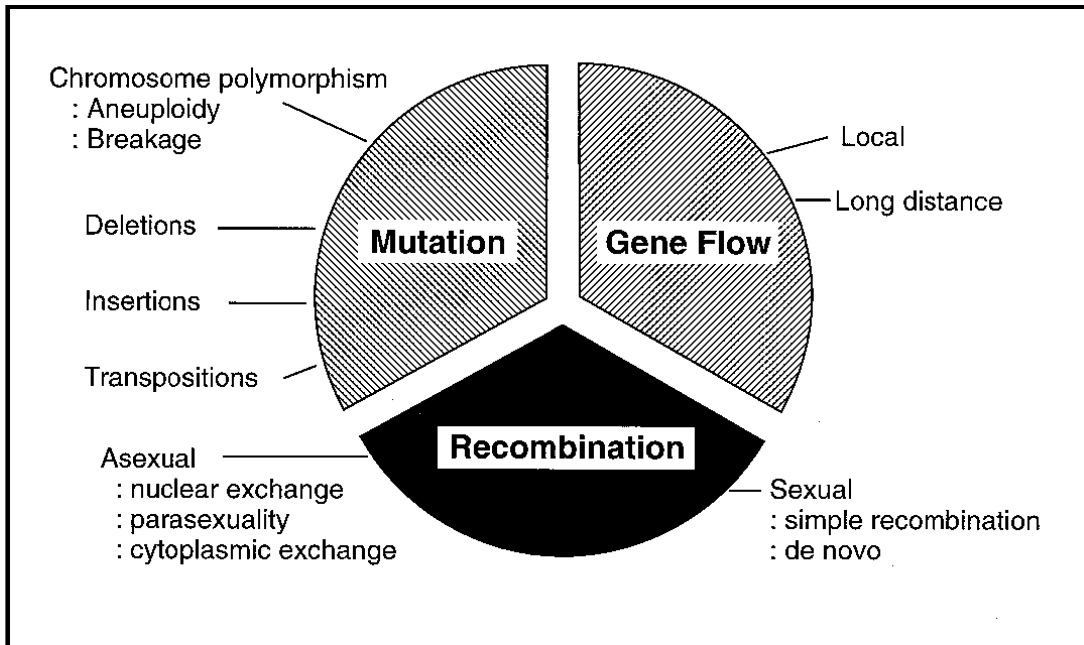 Chromosome polymorphism
: Aneuploidy
: Breakage
Deletions
Insertions
Transpositions
Mutation
Gene Flow
Local
Long distance
Recombination
Asexual
: nuclear exchange
: parasexuality
: cytoplasmic exchange
Sexual
: simple recombination
: de novo